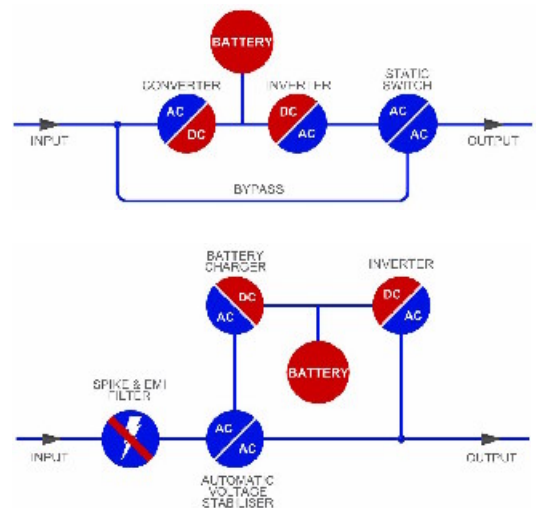 BATTERY
CONVERTER
INVERTER
STATIC
SWITCH
AC
DC
DC
AC
AC
AC
INPUT
OUTPUT
BYPASS
BATTERY
CHARGER
INVERTER
DC
AC
DC
AC
BATTERY
SPIKE & EMI
FILTER
AC
AC
INPUT
OUTPUT
AUTOMATIC
VOLTAGE
STABILISER